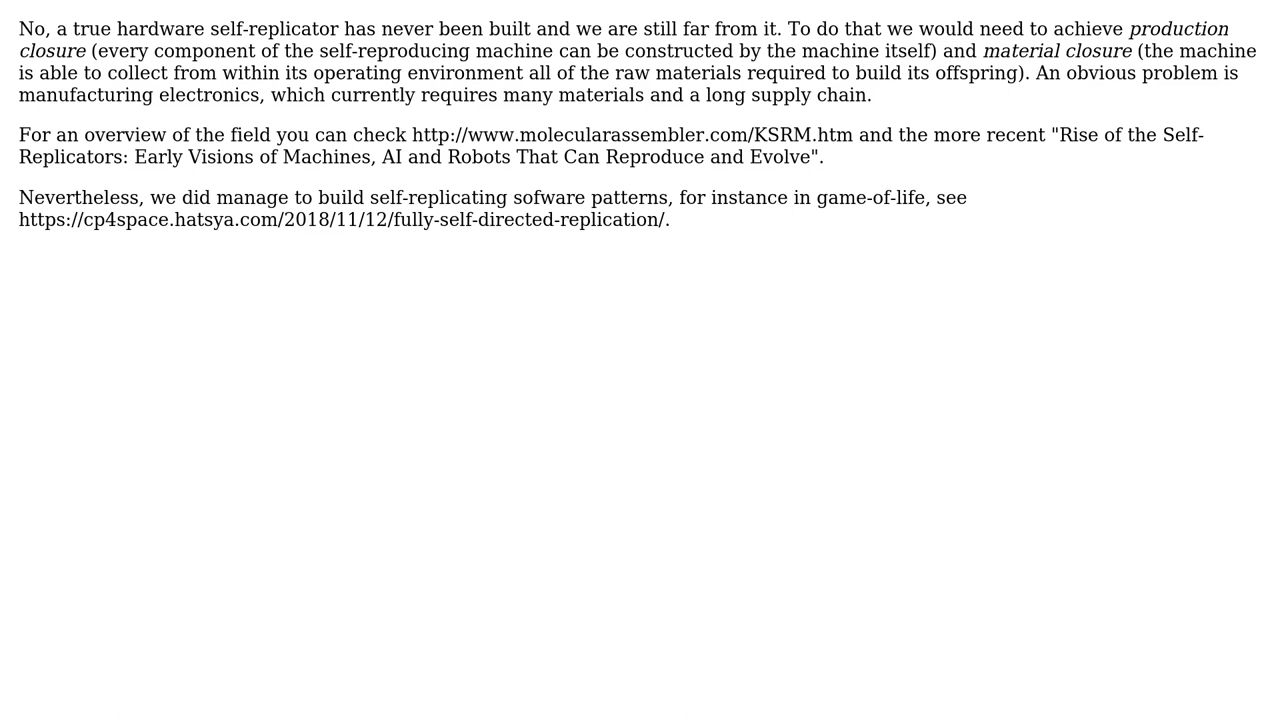 No, a true hardware self-replicator has never been built and we are still far from it. To do that we would need to achieve production
closure (every component of the self-reproducing machine can be constructed by the machine itself) and material closure (the machine
is able to collect from within its operating environment all of the raw materials required to build its offspring). An obvious problem is
manufacturing electronics, which currently requires many materials and a long supply chain.
For an overview of the field you can check http://www.molecularassembler.com/KSRM.htm and the more recent "Rise of the Self-
Replicators: Early Visions of Machines, AI and Robots That Can Reproduce and Evolve".
Nevertheless, we did manage to build self-replicating sofware patterns, for instance in game-of-life, see
https://cp4space.hatsya.com/2018/11/12/fully-self-directed-replication/.